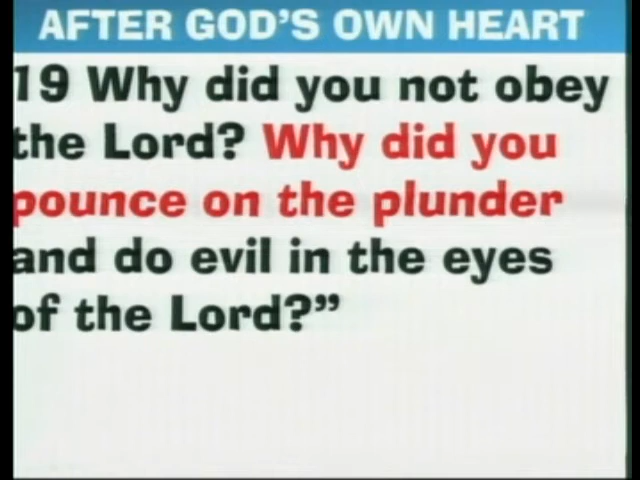 AFTER GOD'S OWN HEART
19 Why did you not obey
the Lord? Why did you
pounce on the plunder
and do evil in the eyes
of the Lord?”